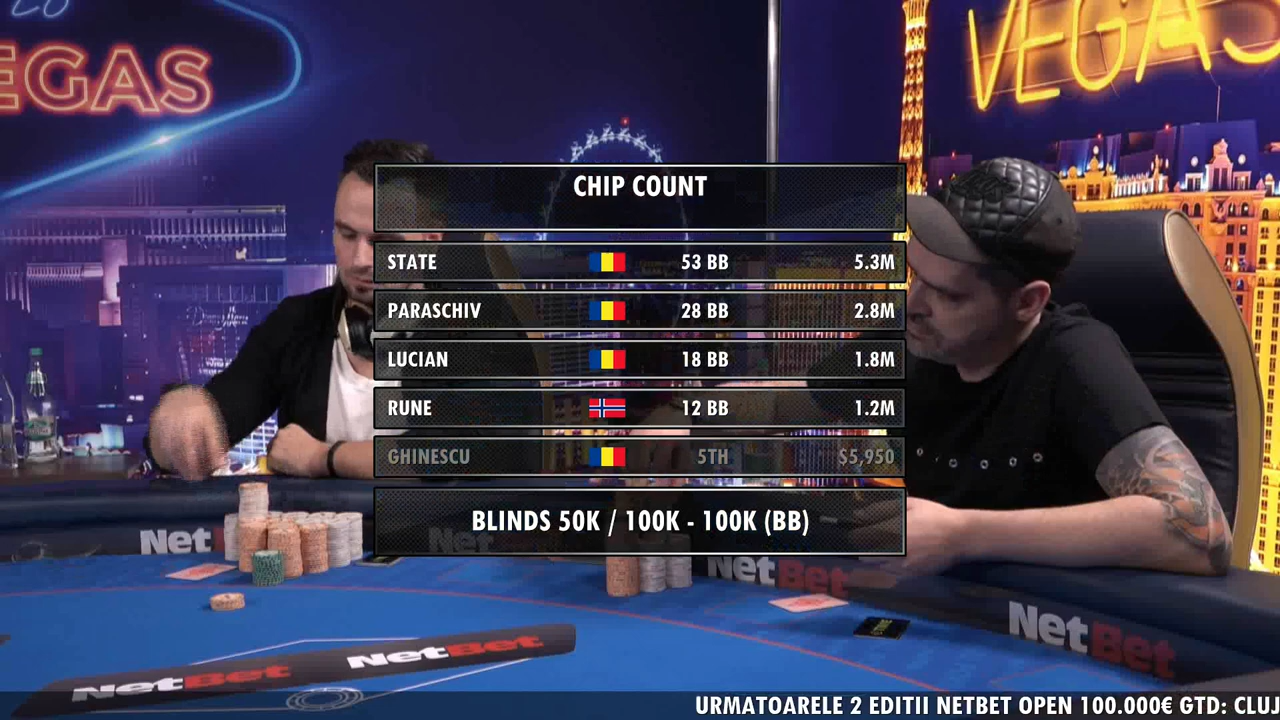 EGAS
VEGAS
CHIP COUNT
STATE 53 BB 5.3M
PARASCHIV 28 BB 2.8M
LUCIAN 18 BB 1.8M
RUNE 12 BB 1.2M
GHINESCU 5TH $5,950
BLINDS 50K / 100K - 100K (BB)
Net
NetBet
NetBet
NetBet
NetBet NetBet
URMATOARELE 2 EDITII NETBET OPEN 100.000€ GTD: CLUJ